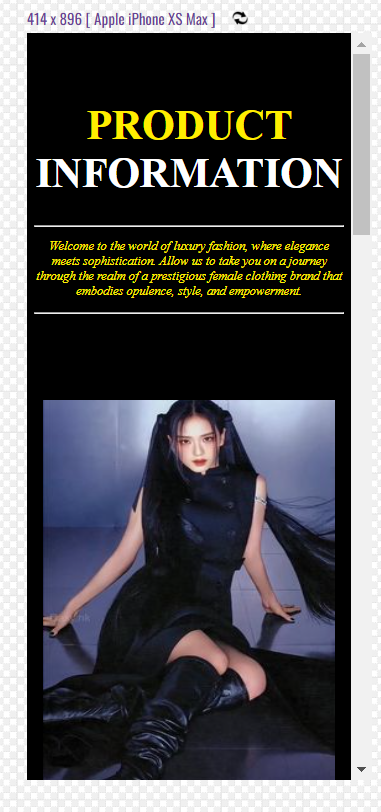 414 x 896 [ Apple iPhone XS Max ]
PRODUCT
INFORMATION
Welcome to the world of luxury fashion, where elegance
meets sophistication. Allow us to take you on a journey
through the realm of a prestigious female clothing brand that
embodies opulence, style, and empowerment.